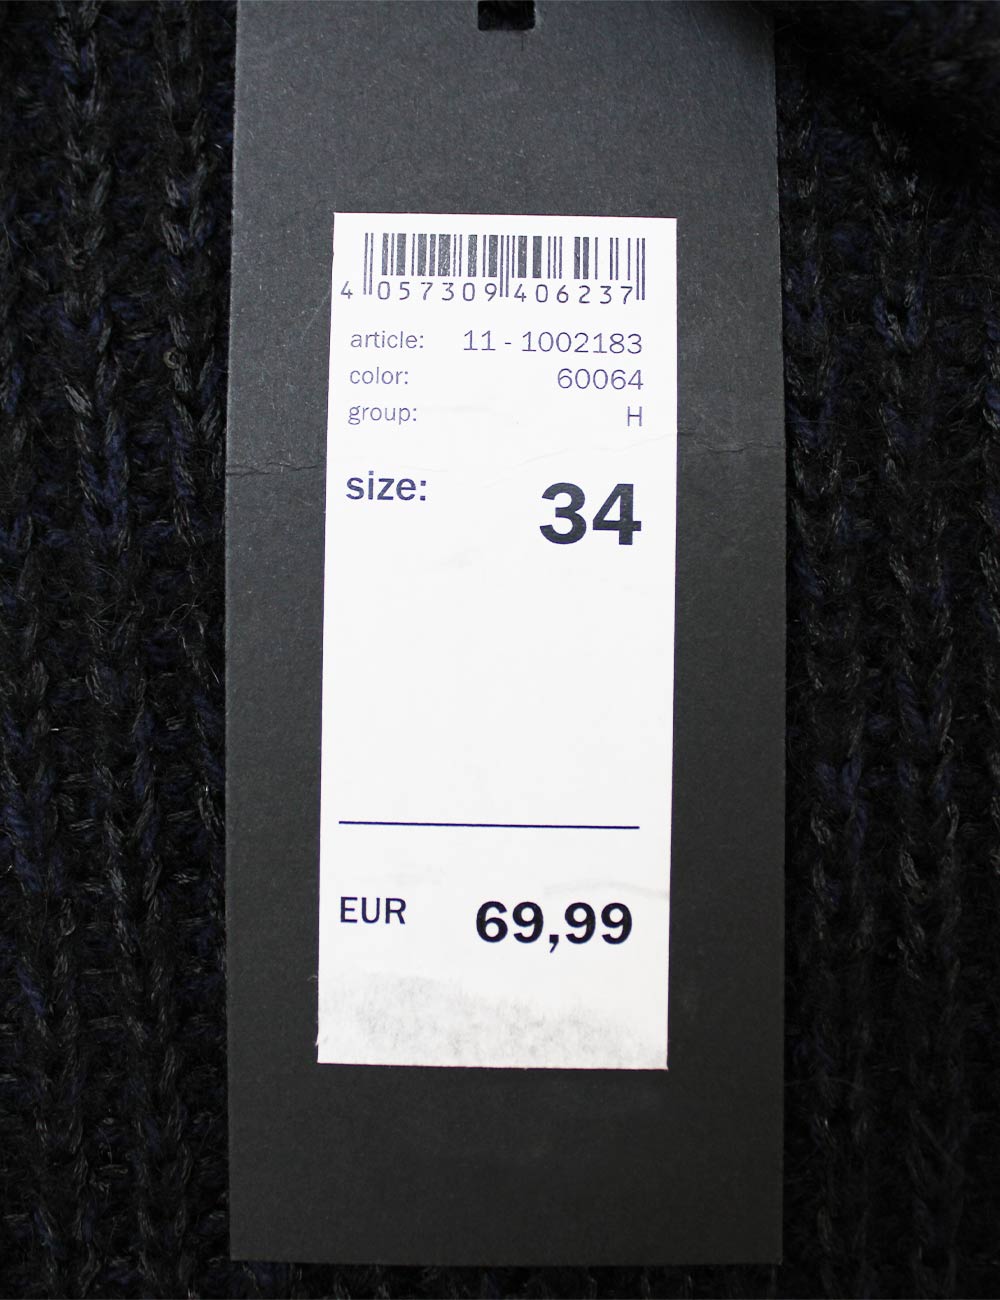 4 057309 406237
article: 11 - 1002183
color: 60064
group: H
size: 34
EUR 69,99